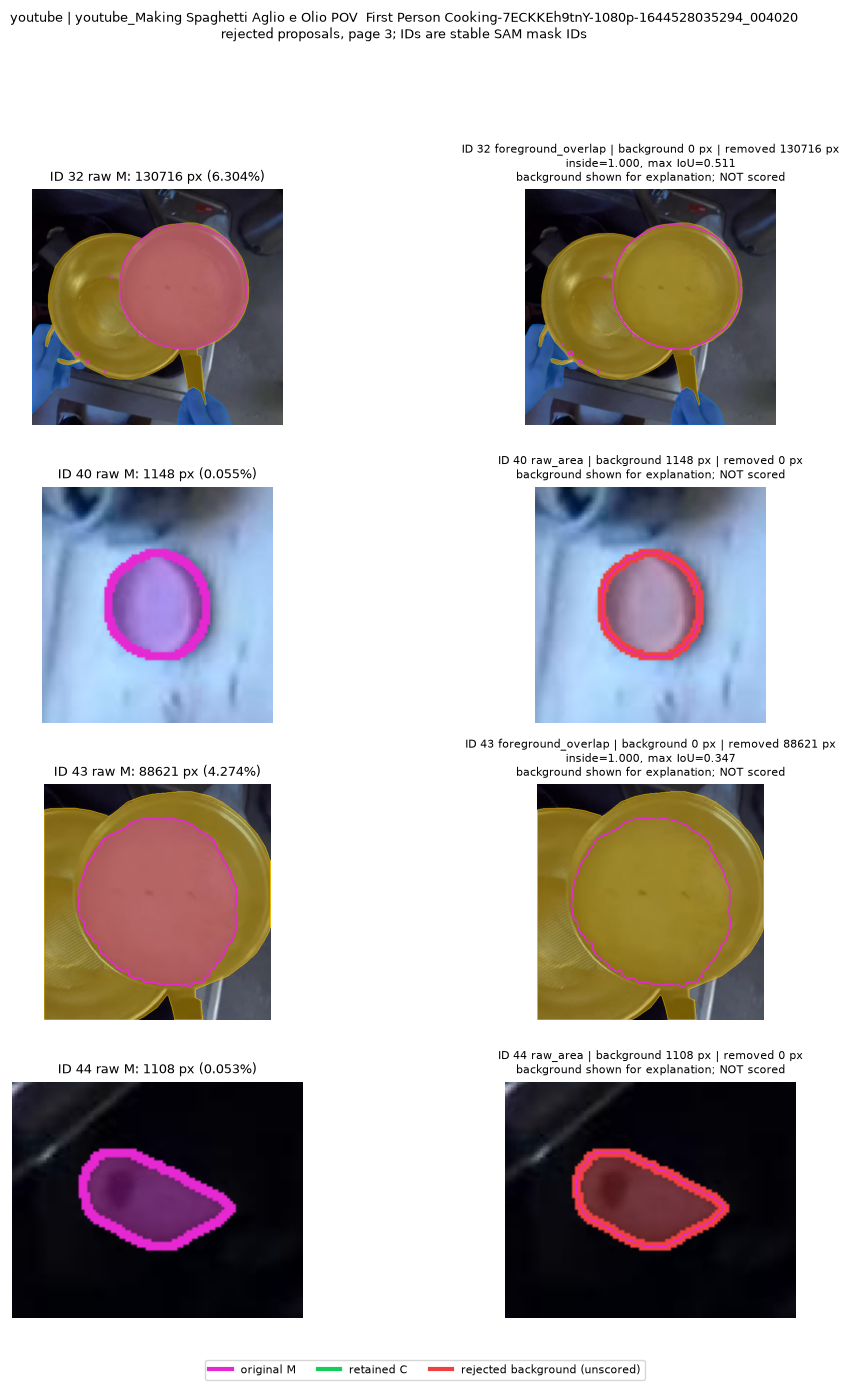 youtube | youtube_Making Spaghetti Aglio e Olio POV  First Person Cooking-7ECKKEh9tnY-1080p-1644528035294_004020
rejected proposals, page 3; IDs are stable SAM mask IDs
ID 32 raw M: 130716 px (6.304%)
ID 32 foreground_overlap | background 0 px | removed 130716 px
inside=1.000, max IoU=0.511
background shown for explanation; NOT scored
ID 40 raw M: 1148 px (0.055%)
ID 40 raw_area | background 1148 px | removed 0 px
background shown for explanation; NOT scored
ID 43 raw M: 88621 px (4.274%)
ID 43 foreground_overlap | background 0 px | removed 88621 px
inside=1.000, max IoU=0.347
background shown for explanation; NOT scored
ID 44 raw M: 1108 px (0.053%)
ID 44 raw_area | background 1108 px | removed 0 px
background shown for explanation; NOT scored
original M
retained C
rejected background (unscored)